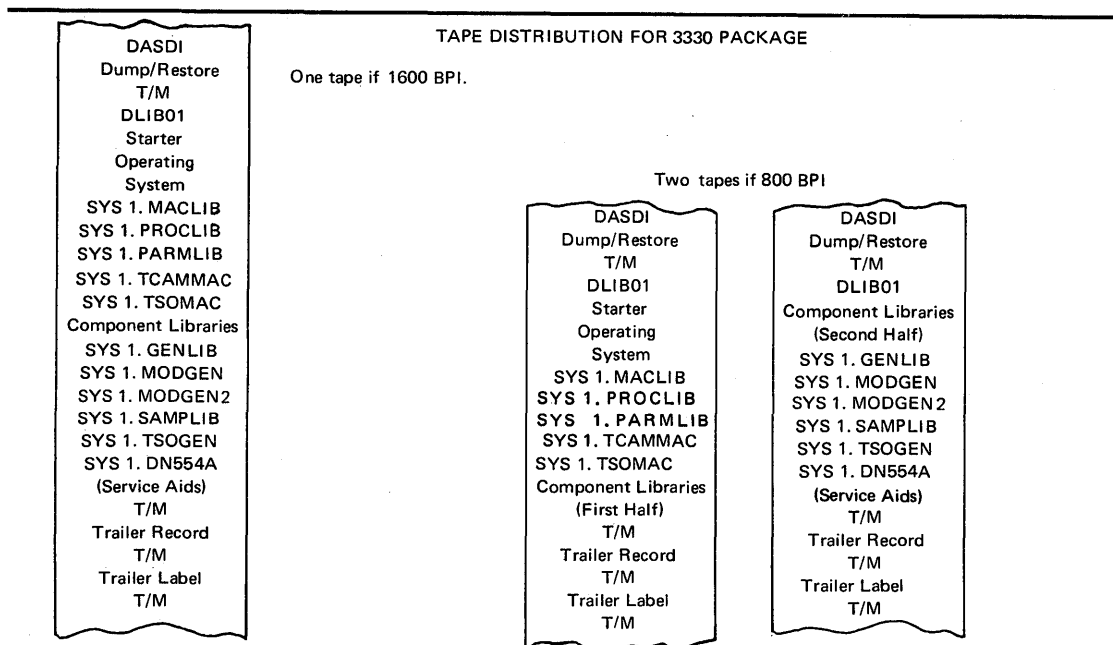 TAPE DISTRIBUTION FOR 3330 PACKAGE
One tape if 1600 BPI.
DASDI
Dump/Restore
T/M
DLIB01
Starter
Operating
System
SYS 1. MACLIB
SYS 1. PROCLIB
SYS 1. PARMLIB
SYS 1. TCAMMAC
SYS 1. TSOMAC
Component Libraries
SYS 1. GENLIB
SYS 1. MODGEN
SYS 1. MODGEN2
SYS 1. SAMPLIB
SYS 1. TSOGEN
SYS 1. DN554A
(Service Aids)
T/M
Trailer Record
T/M
Trailer Label
T/M
Two tapes if 800 BPI
DASDI
Dump/Restore
T/M
DLIB01
Starter
Operating
System
SYS 1. MACLIB
SYS 1. PROCLIB
SYS 1. PARMLIB
SYS 1. TCAMMAC
SYS 1. TSOMAC
Component Libraries
(First Half)
T/M
Trailer Record
T/M
Trailer Label
T/M
DASDI
Dump/Restore
T/M
DLIB01
Component Libraries
(Second Half)
SYS 1. GENLIB
SYS 1. MODGEN
SYS 1. MODGEN2
SYS 1. SAMPLIB
SYS 1. TSOGEN
SYS 1. DN554A
(Service Aids)
T/M
Trailer Record
T/M
Trailer Label
T/M